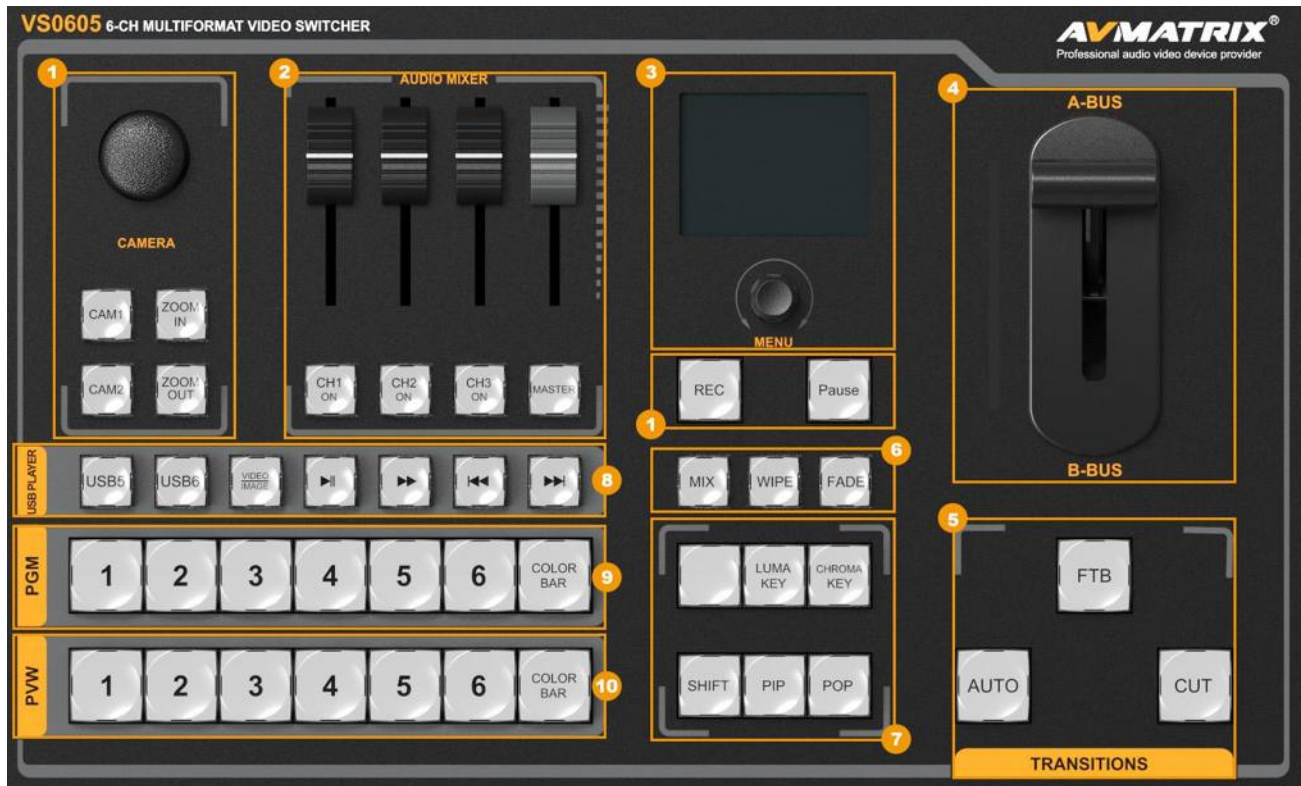 VS0605 6-CH MULTIFORMAT VIDEO SWITCHER
AVMATRIX®
Professional audio video device provider
1
2
AUDIO MIXER
3
4
A-BUS
CAMERA
CAM1
ZOOM
IN
CAM2
ZOOM
OUT
CH1
ON
CH2
ON
CH3
ON
MASTER
MENU
1
REC
Pause
B-BUS
USB PLAYER
USB5
USB6
VIDEO
IMAGE
8
6
MIX
WIPE
FADE
PGM
1
2
3
4
5
6
COLOR
BAR
9
PVW
1
2
3
4
5
6
COLOR
BAR
10
LUMA
KEY
CHROMA
KEY
SHIFT
PIP
POP
7
5
FTB
AUTO
CUT
TRANSITIONS